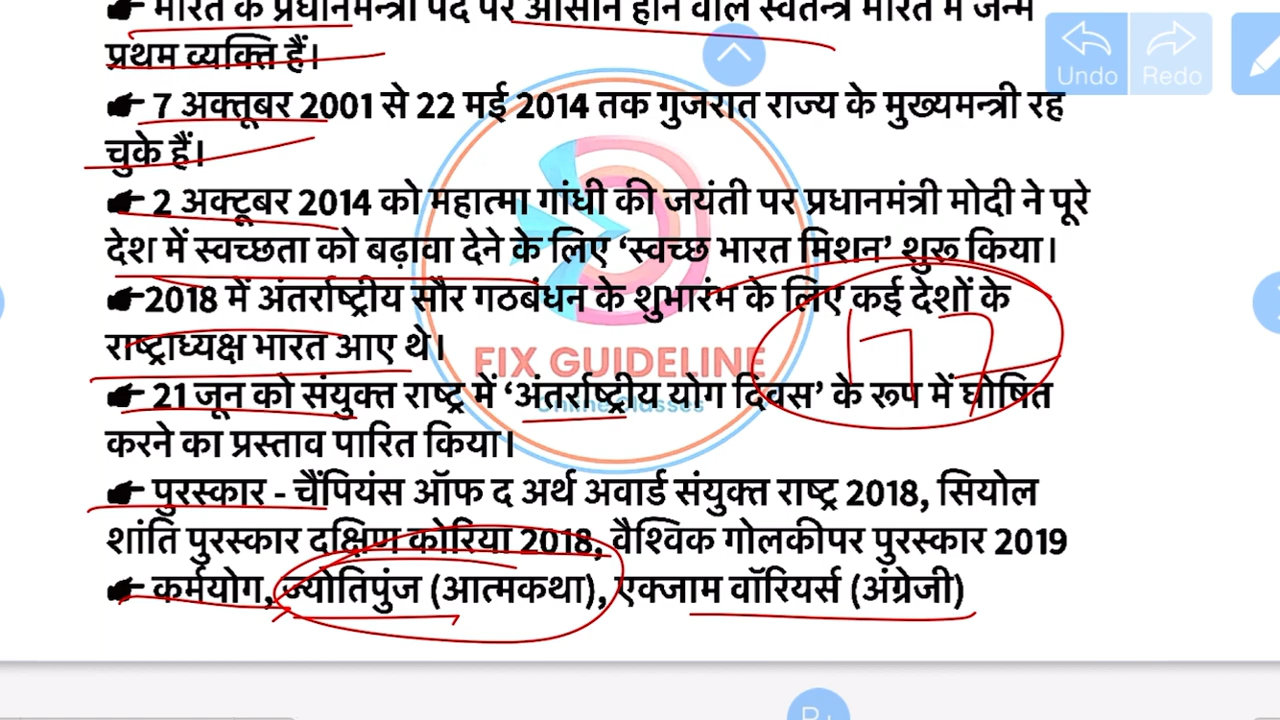 भारत के प्रधानमन्त्री पद पर आसीन होने वाले स्वतन्त्र भारत में जन्मे
प्रथम व्यक्ति हैं।
☛ 7 अक्तूबर 2001 से 22 मई 2014 तक गुजरात राज्य के मुख्यमन्त्री रह
चुके हैं।
☛ 2 अक्टूबर 2014 को महात्मा गांधी की जयंती पर प्रधानमंत्री मोदी ने पूरे
देश में स्वच्छता को बढ़ावा देने के लिए ‘स्वच्छ भारत मिशन’ शुरू किया।
☛2018 में अंतर्राष्ट्रीय सौर गठबंधन के शुभारंम के लिए कई देशों के
राष्ट्राध्यक्ष भारत आए थे।
☛ 21 जून को संयुक्त राष्ट्र में ‘अंतर्राष्ट्रीय योग दिवस’ के रूप में घोषित
करने का प्रस्ताव पारित किया।
☛ पुरस्कार - चैंपियंस ऑफ द अर्थ अवार्ड संयुक्त राष्ट्र 2018, सियोल
शांति पुरस्कार दक्षिण कोरिया 2018, वैश्विक गोलकीपर पुरस्कार 2019
☛ कर्मयोग, ज्योतिपुंज (आत्मकथा), एक्जाम वॉरियर्स (अंग्रेजी)
177
FIX GUIDELINE
Online Classes
Undo
Redo